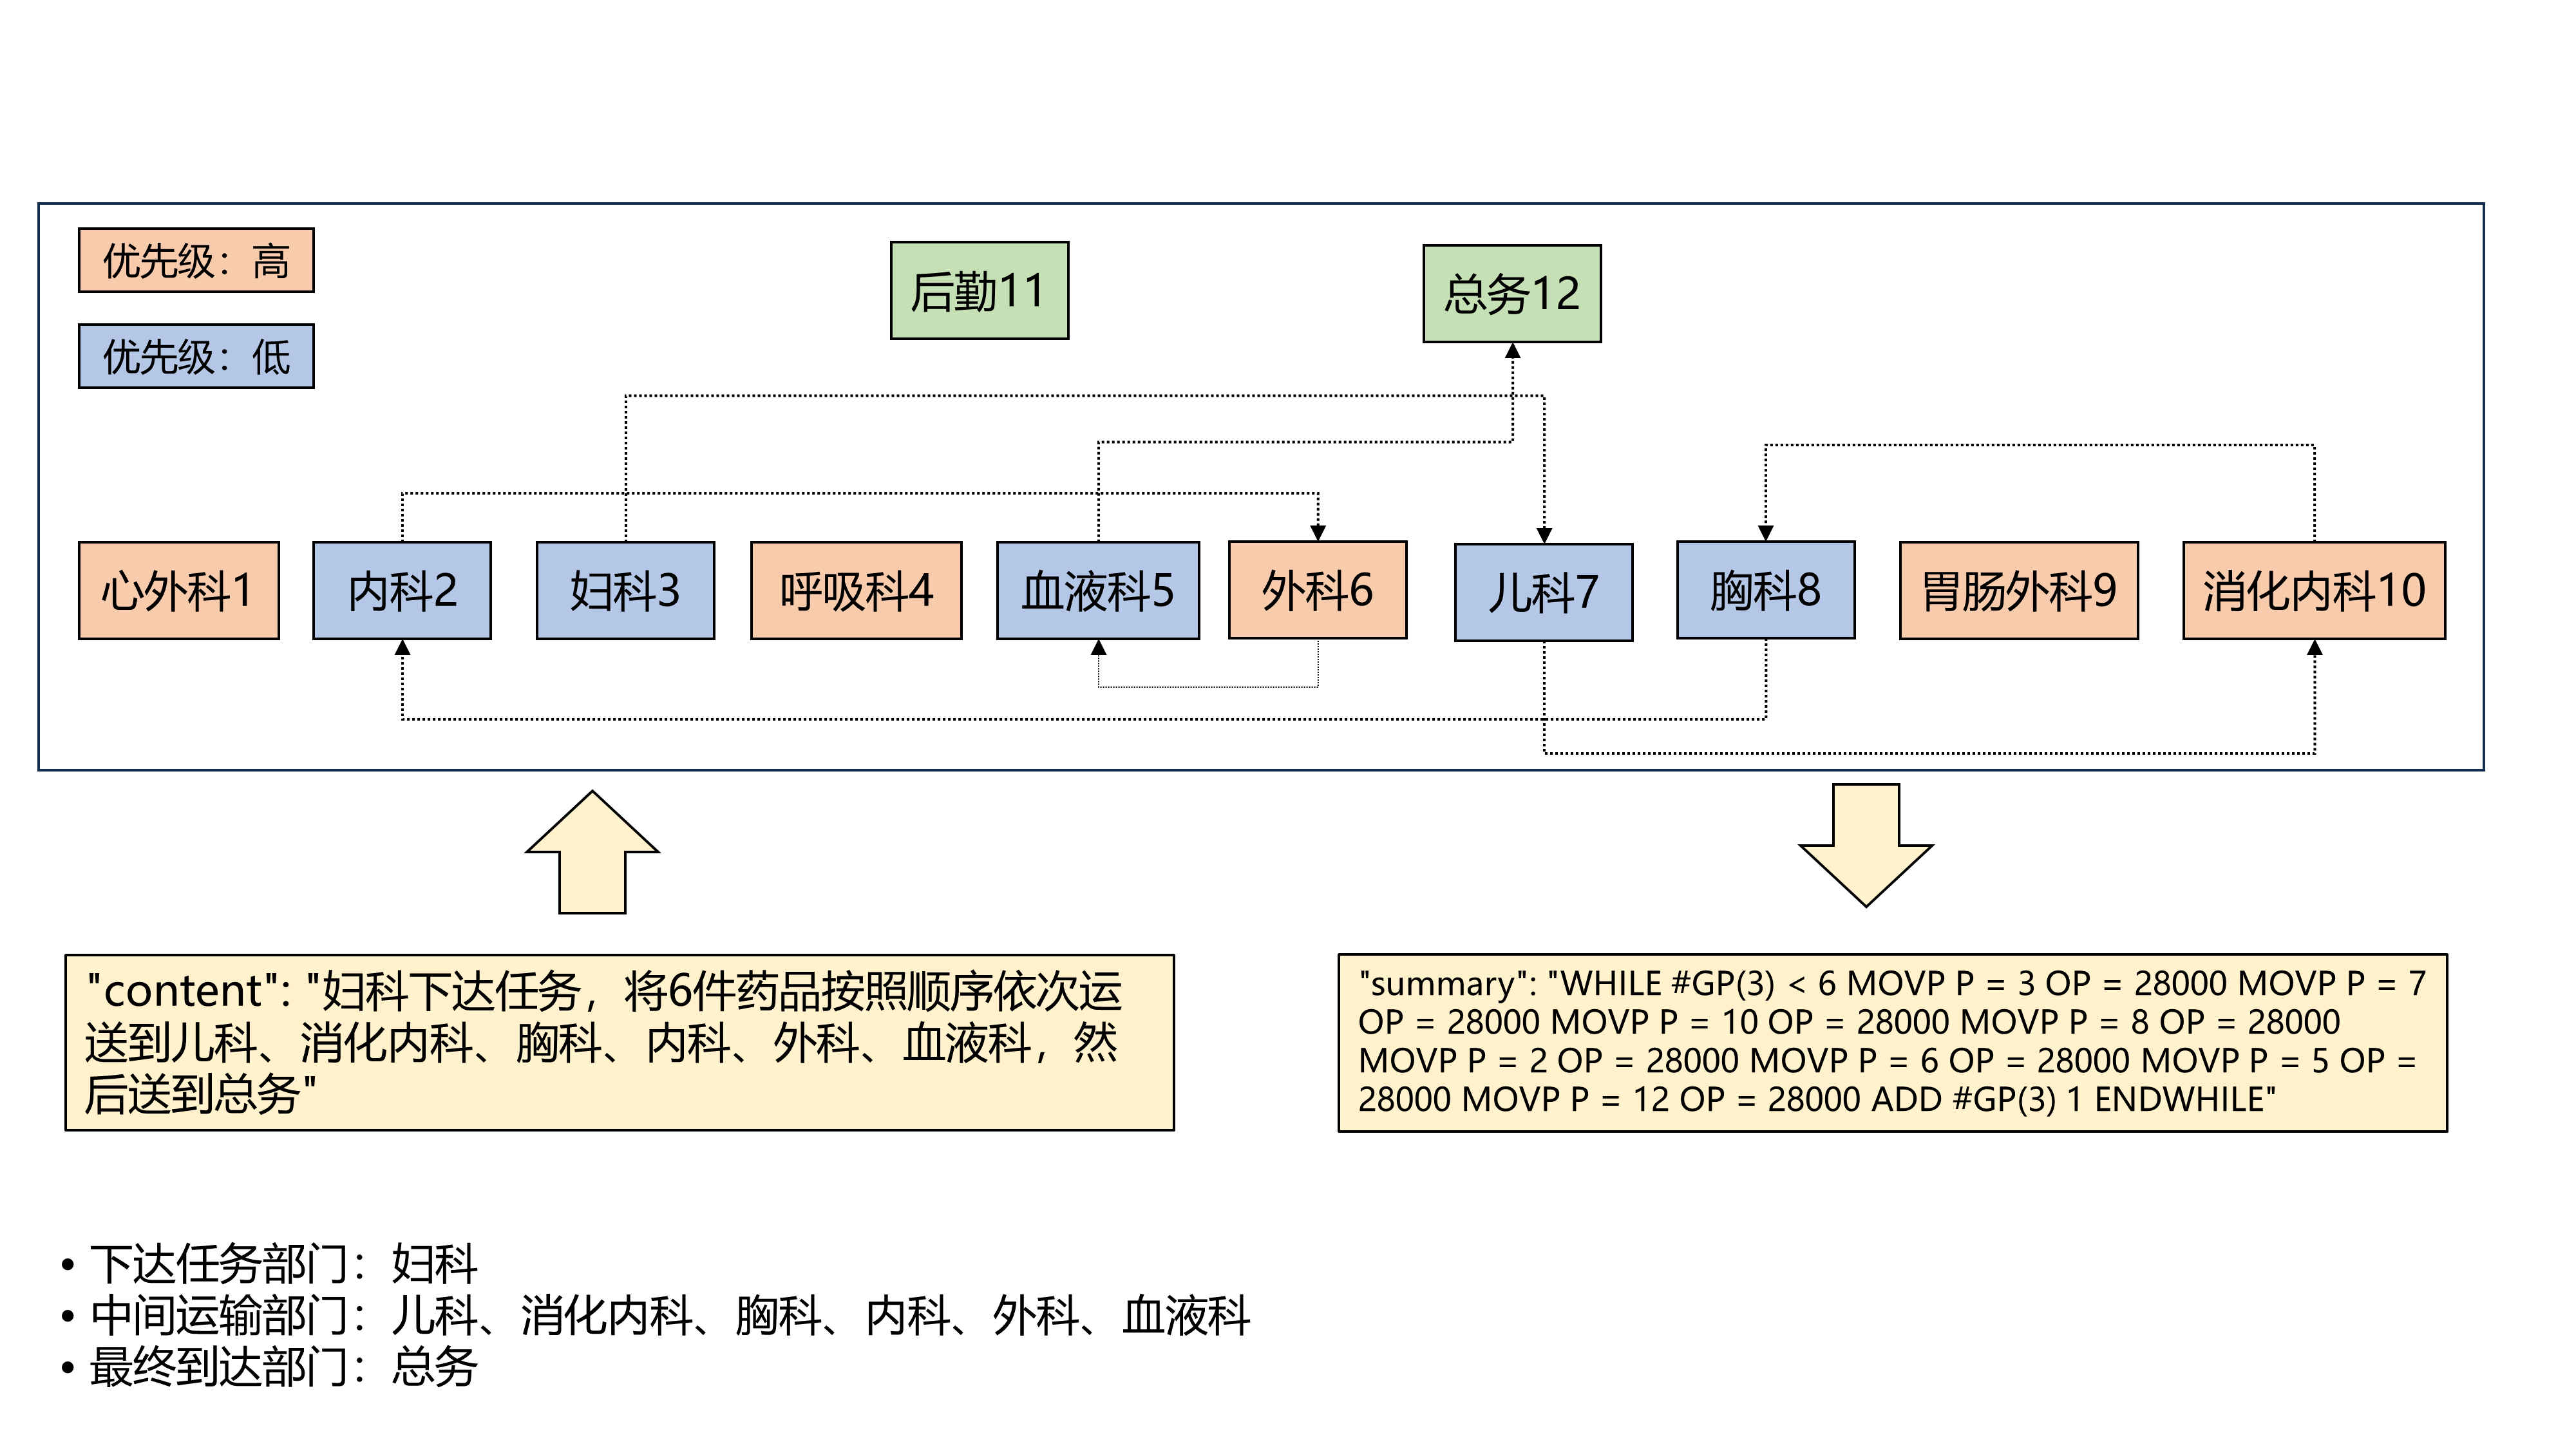 优先级：高
后勤11
总务12
优先级：低
心外科1
内科2
妇科3
呼吸科4
血液科5
外科6
儿科7
胸科8
胃肠外科9
消化内科10
"content": "妇科下达任务，将6件药品按照顺序依次运
送到儿科、消化内科、胸科、内科、外科、血液科，然
后送到总务"
"summary": "WHILE #GP(3) < 6 MOVP P = 3 OP = 28000 MOVP P = 7
OP = 28000 MOVP P = 10 OP = 28000 MOVP P = 8 OP = 28000
MOVP P = 2 OP = 28000 MOVP P = 6 OP = 28000 MOVP P = 5 OP =
28000 MOVP P = 12 OP = 28000 ADD #GP(3) 1 ENDWHILE"
• 下达任务部门：妇科
• 中间运输部门：儿科、消化内科、胸科、内科、外科、血液科
• 最终到达部门：总务